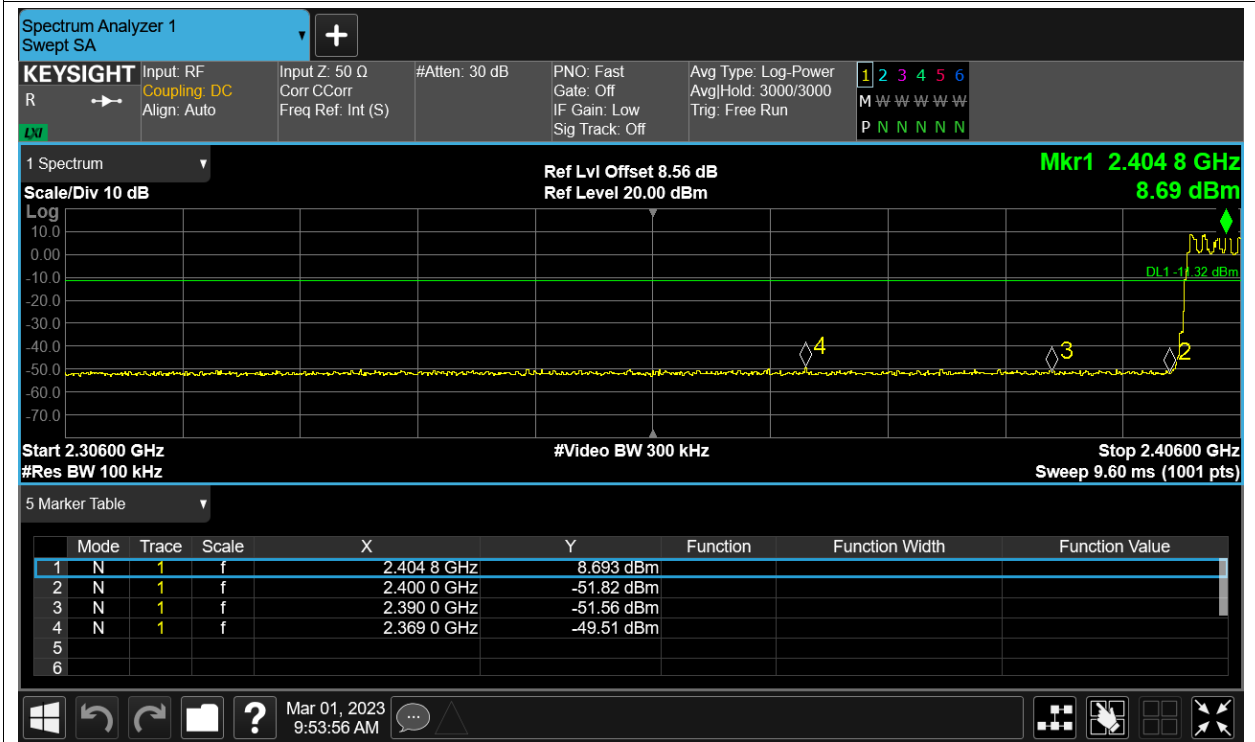 Spectrum Analyzer 1
Swept SA
+
KEYSIGHT Input: RF Input Z: 50 Ω #Atten: 30 dB PNO: Fast Avg Type: Log-Power 1 2 3 4 5 6
R Coupling: DC Corr CCorr Gate: Off Avg|Hold: 3000/3000 M W W W W W
Align: Auto Freq Ref: Int (S) IF Gain: Low Trig: Free Run
LXI Sig Track: Off P N N N N N
1 Spectrum Ref Lvl Offset 8.56 dB Mkr1 2.404 8 GHz
Scale/Div 10 dB Ref Level 20.00 dBm 8.69 dBm
Log
10.0
0.00
-10.0 DL1 -11.32 dBm
-20.0
-30.0
-40.0 4 3 2
-50.0
-60.0
-70.0
Start 2.30600 GHz #Video BW 300 kHz Stop 2.40600 GHz
#Res BW 100 kHz Sweep 9.60 ms (1001 pts)
5 Marker Table
Mode Trace Scale X Y Function Function Width Function Value
1 N 1 f 2.404 8 GHz 8.693 dBm
2 N 1 f 2.400 0 GHz -51.82 dBm
3 N 1 f 2.390 0 GHz -51.56 dBm
4 N 1 f 2.369 0 GHz -49.51 dBm
5
6
? Mar 01, 2023
9:53:56 AM